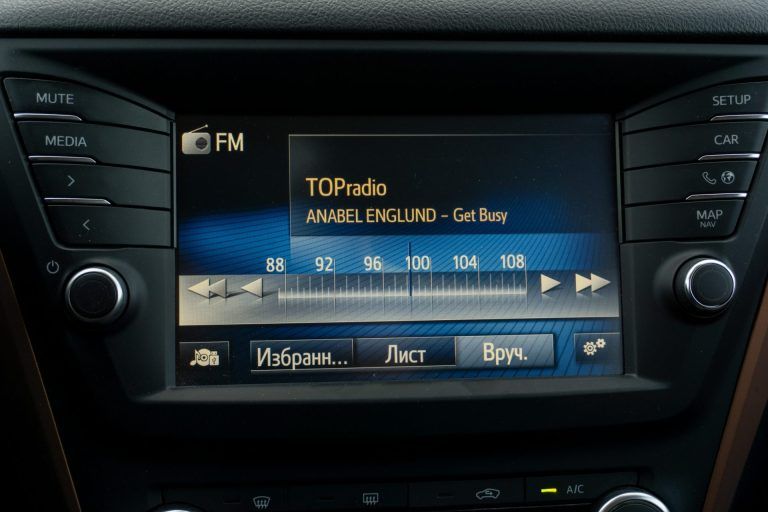 MUTE
MEDIA
SETUP
CAR
MAP
NAV
FM
TOPradio
ANABEL ENGLUND – Get Busy
88 92 96 100 104 108
Избранн... Лист Вруч.
A/C